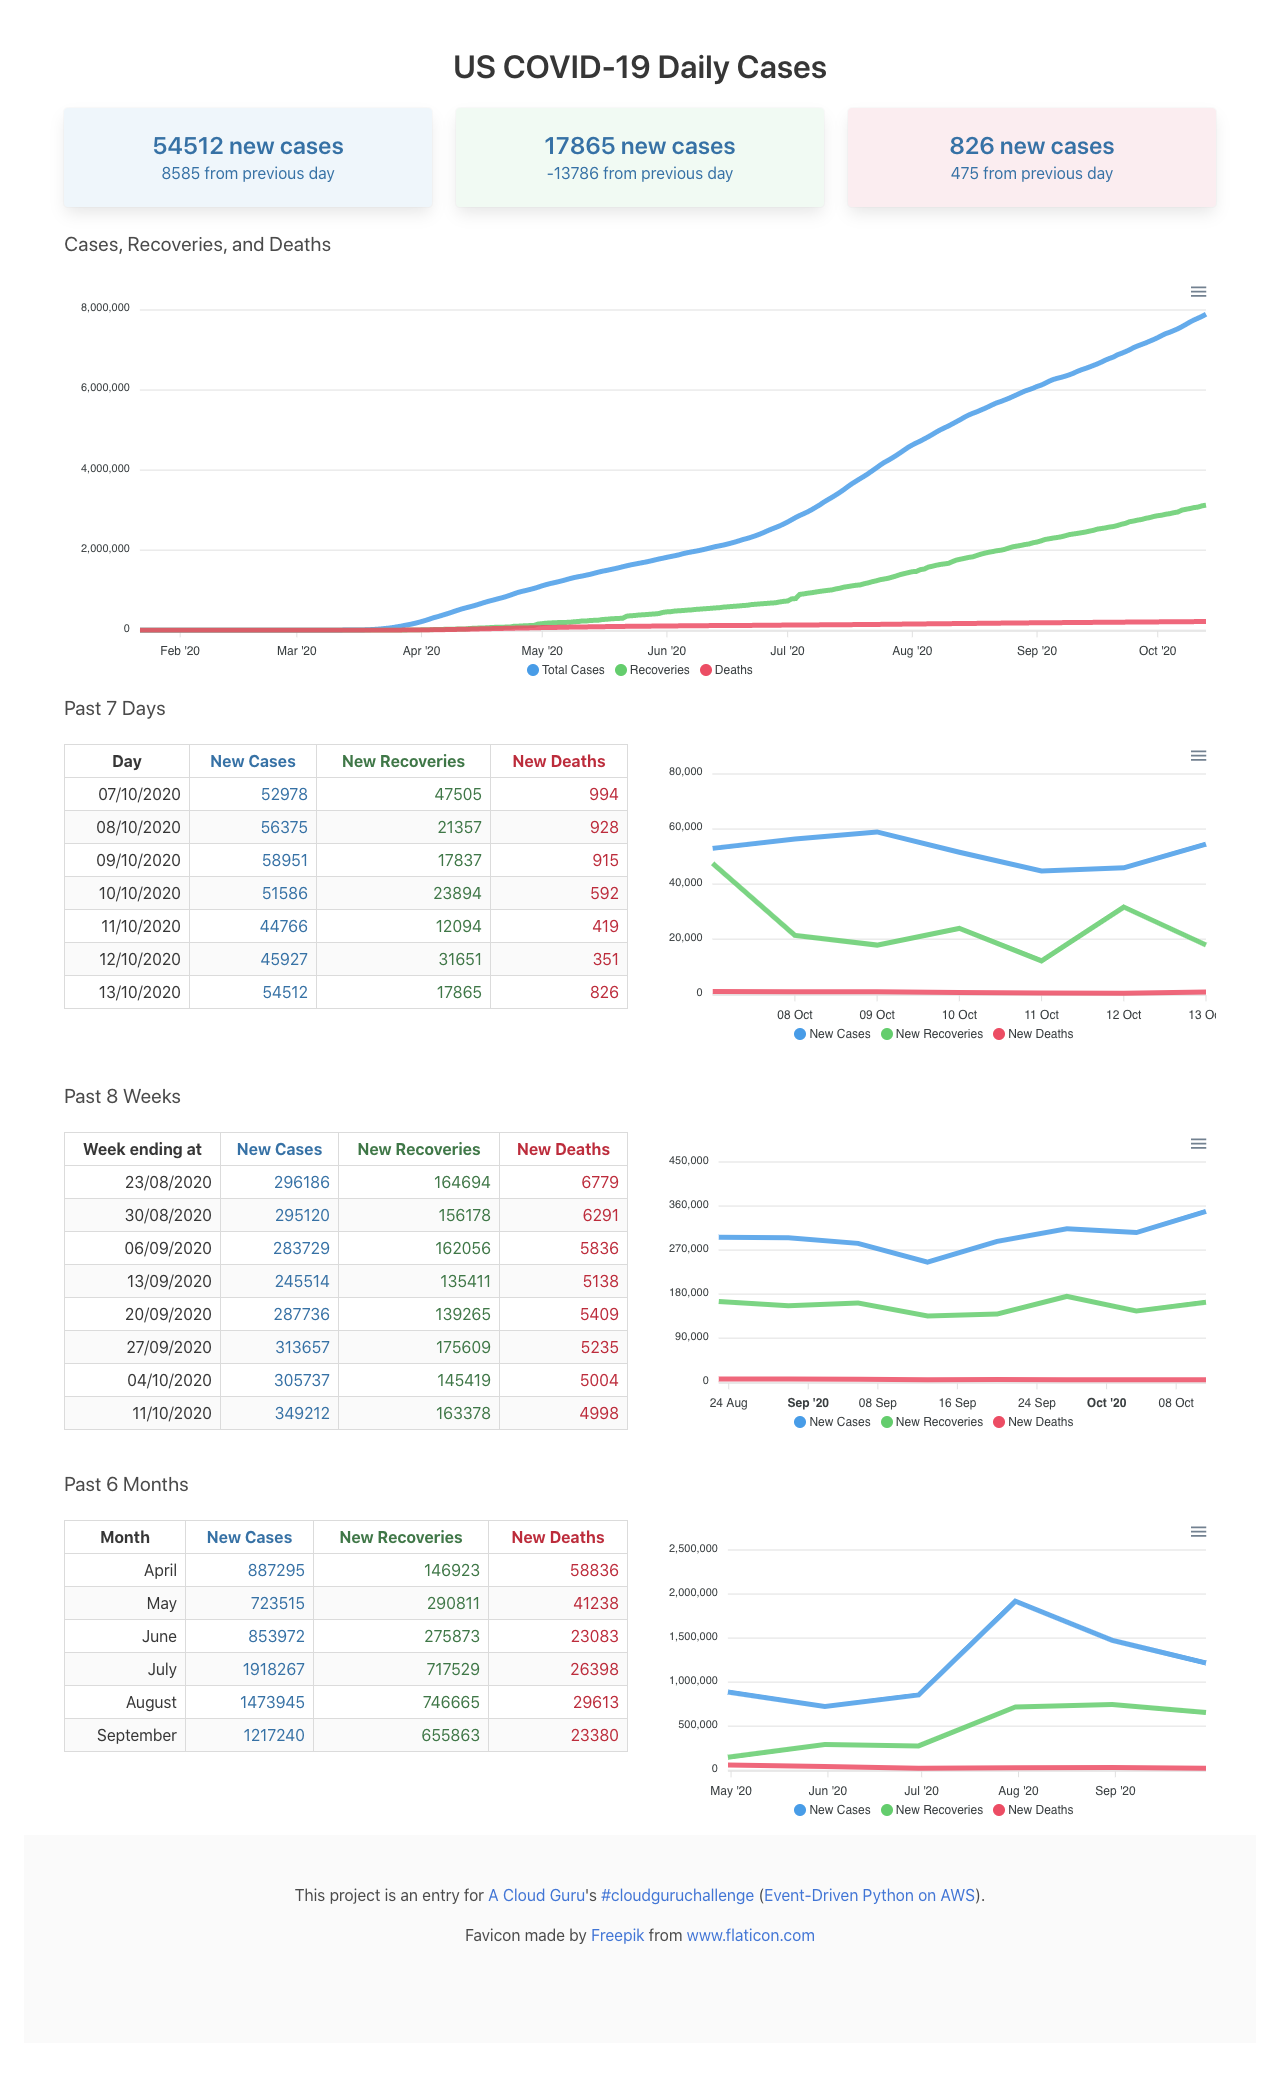 US COVID-19 Daily Cases
54512 new cases
8585 from previous day
17865 new cases
-13786 from previous day
826 new cases
475 from previous day
Cases, Recoveries, and Deaths
8,000,000
6,000,000
4,000,000
2,000,000
0
Feb '20 Mar '20 Apr '20 May '20 Jun '20 Jul '20 Aug '20 Sep '20 Oct '20
Total Cases Recoveries Deaths
Past 7 Days
Day New Cases New Recoveries New Deaths
07/10/2020 52978 47505 994
08/10/2020 56375 21357 928
09/10/2020 58951 17837 915
10/10/2020 51586 23894 592
11/10/2020 44766 12094 419
12/10/2020 45927 31651 351
13/10/2020 54512 17865 826
80,000
60,000
40,000
20,000
0
08 Oct 09 Oct 10 Oct 11 Oct 12 Oct 13 O
New Cases New Recoveries New Deaths
Past 8 Weeks
Week ending at New Cases New Recoveries New Deaths
23/08/2020 296186 164694 6779
30/08/2020 295120 156178 6291
06/09/2020 283729 162056 5836
13/09/2020 245514 135411 5138
20/09/2020 287736 139265 5409
27/09/2020 313657 175609 5235
04/10/2020 305737 145419 5004
11/10/2020 349212 163378 4998
450,000
360,000
270,000
180,000
90,000
0
24 Aug Sep '20 08 Sep 16 Sep 24 Sep Oct '20 08 Oct
New Cases New Recoveries New Deaths
Past 6 Months
Month New Cases New Recoveries New Deaths
April 887295 146923 58836
May 723515 290811 41238
June 853972 275873 23083
July 1918267 717529 26398
August 1473945 746665 29613
September 1217240 655863 23380
2,500,000
2,000,000
1,500,000
1,000,000
500,000
0
May '20 Jun '20 Jul '20 Aug '20 Sep '20
New Cases New Recoveries New Deaths
This project is an entry for A Cloud Guru's #cloudguruchallenge (Event-Driven Python on AWS).
Favicon made by Freepik from www.flaticon.com